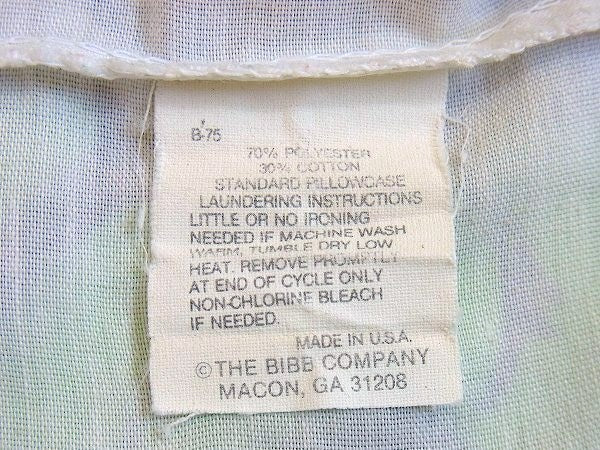 B-75
70% POLYESTER
30% COTTON
STANDARD PILLOWCASE
LAUNDERING INSTRUCTIONS
LITTLE OR NO IRONING
NEEDED IF MACHINE WASH
WARM, TUMBLE DRY LOW
HEAT. REMOVE PROMPTLY
AT END OF CYCLE ONLY
NON-CHLORINE BLEACH
IF NEEDED.
MADE IN U.S.A.
© THE BIBB COMPANY
MACON, GA 31208